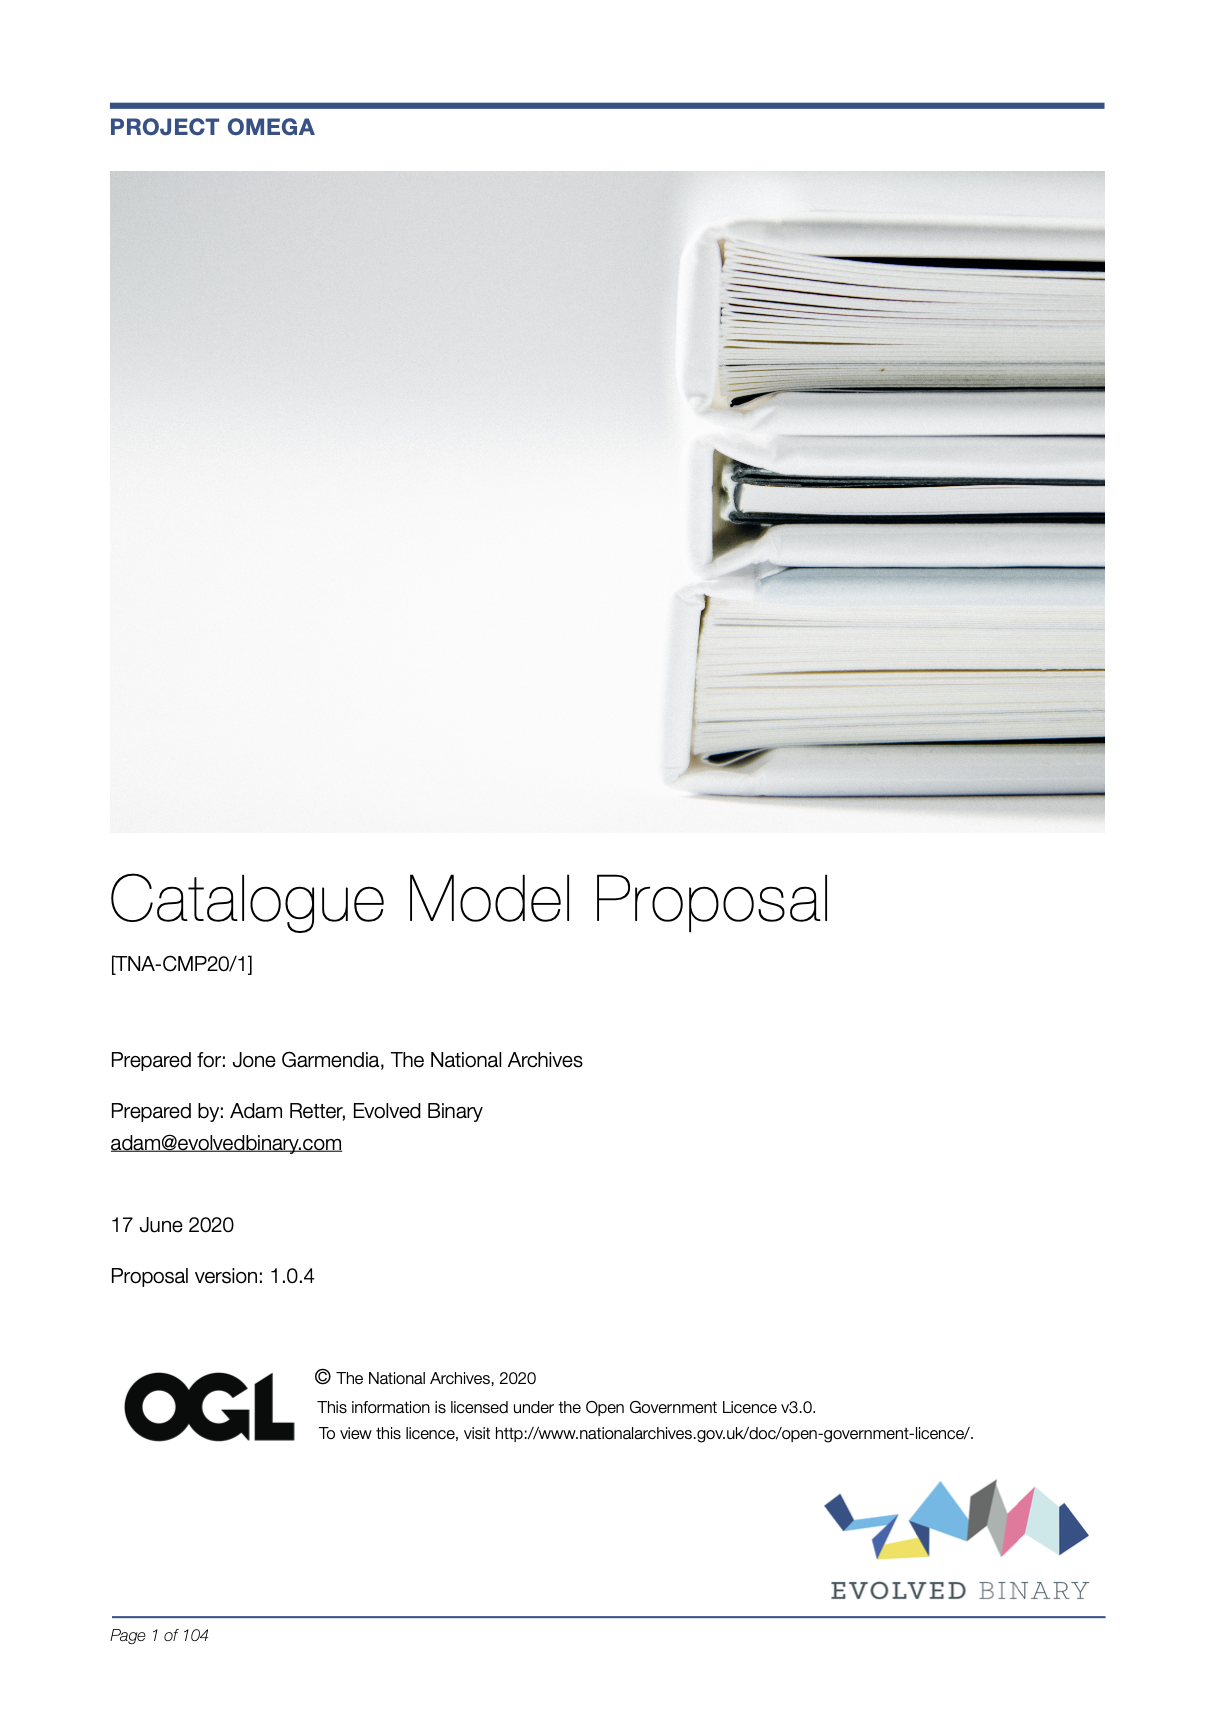 PROJECT OMEGA
Catalogue Model Proposal
[TNA-CMP20/1]
Prepared for: Jone Garmendia, The National Archives
Prepared by: Adam Retter, Evolved Binary
adam@evolvedbinary.com
17 June 2020
Proposal version: 1.0.4
OGL
© The National Archives, 2020
This information is licensed under the Open Government Licence v3.0.
To view this licence, visit http://www.nationalarchives.gov.uk/doc/open-government-licence/.
EVOLVED BINARY
Page 1 of 104